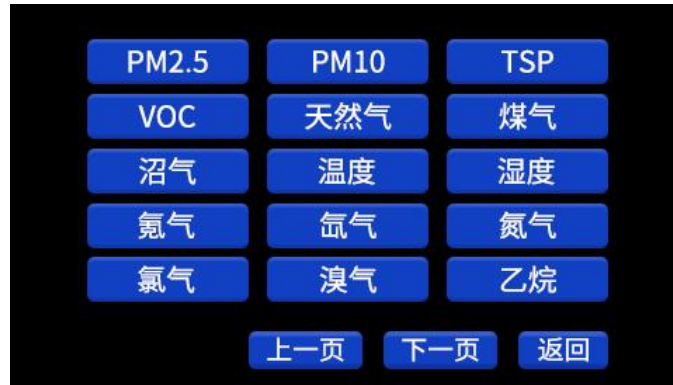 PM2.5 PM10 TSP
VOC 天然气 煤气
沼气 温度 湿度
氪气 氙气 氮气
氯气 溴气 乙烷
上一页 下一页 返回